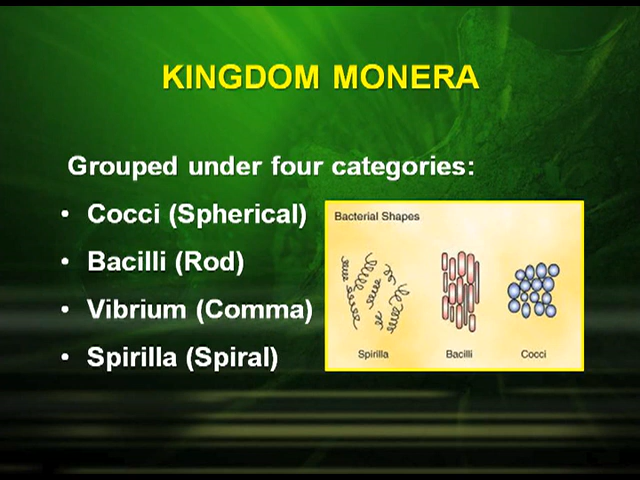 KINGDOM MONERA
Grouped under four categories:
• Cocci (Spherical)
• Bacilli (Rod)
• Vibrium (Comma)
• Spirilla (Spiral)
Bacterial Shapes
Spirilla
Bacilli
Cocci